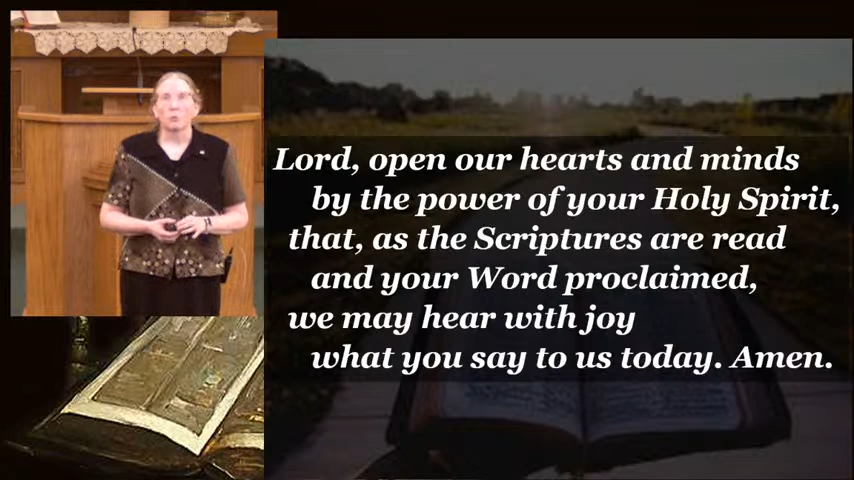 Lord, open our hearts and minds
by the power of your Holy Spirit,
that, as the Scriptures are read
and your Word proclaimed,
we may hear with joy
what you say to us today. Amen.